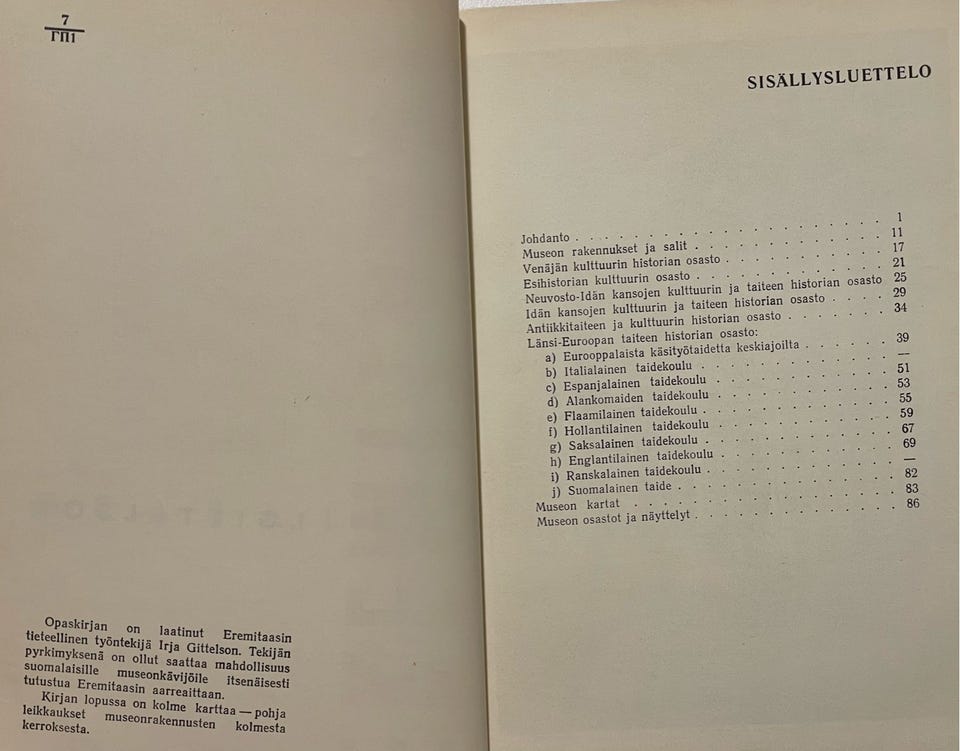 7
ГП1
Opaskirjan on laatinut Eremitaasin
tieteellinen työntekijä Irja Gittelson. Tekijän
pyrkimyksenä on ollut saattaa mahdollisuus
suomalaisille museonkävijöile itsenäisesti
tutustua Eremitaasin aarreaittaan.
Kirjan lopussa on kolme karttaa — pohja
leikkaukset museonrakennusten kolmesta
kerroksesta.
SISÄLLYSLUETTELO
Johdanto . . . . . . . . . . . . . . . . . . . 1
Museon rakennukset ja salit . . . . . . . . . . . . . 11
Venäjän kulttuurin historian osasto . . . . . . . . . . . 17
Esihistorian kulttuurin osasto . . . . . . . . . . . . . 21
Neuvosto-Idän kansojen kulttuurin ja taiteen historian osasto 25
Idän kansojen kulttuurin ja taiteen historian osasto . . . . 29
Antiikkitaiteen ja kulttuurin historian osasto . . . . . . . 34
Länsi-Euroopan taiteen historian osasto:
a) Eurooppalaista käsityötaidetta keskiajoilta . . . . . . 39
b) Italialainen taidekoulu . . . . . . . . . . . . . —
c) Espanjalainen taidekoulu . . . . . . . . . . . . 51
d) Alankomaiden taidekoulu . . . . . . . . . . . . 53
e) Flaamilainen taidekoulu . . . . . . . . . . . . . 55
f) Hollantilainen taidekoulu . . . . . . . . . . . . 59
g) Saksalainen taidekoulu . . . . . . . . . . . . . 67
h) Englantilainen taidekoulu . . . . . . . . . . . . 69
i) Ranskalainen taidekoulu . . . . . . . . . . . . . —
j) Suomalainen taide . . . . . . . . . . . . . . . 82
Museon kartat . . . . . . . . . . . . . . . . . 83
Museon osastot ja näyttelyt . . . . . . . . . . . . . . 86